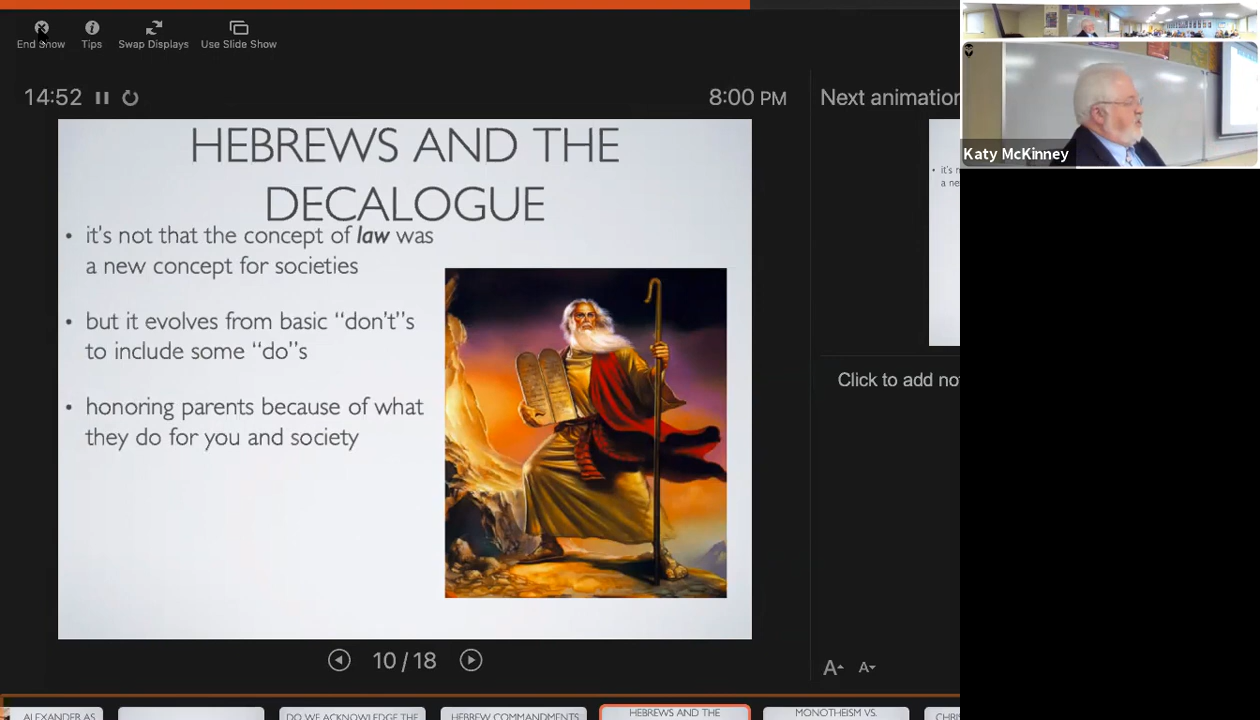 End Show
Tips
Swap Displays
Use Slide Show
14:52
8:00 PM
Next animation
HEBREWS AND THE
DECALOGUE
• it's not that the concept of law was
a new concept for societies
• but it evolves from basic “don't”s
to include some “do”s
• honoring parents because of what
they do for you and society
• it's n
a ne
Click to add no
10 / 18
A
A
ALEXANDER AS
DO WE ACKNOWLEDGE THE
HEBREW COMMANDMENTS
HEBREWS AND THE
MONOTHEISM VS.
CHRIS
Katy McKinney